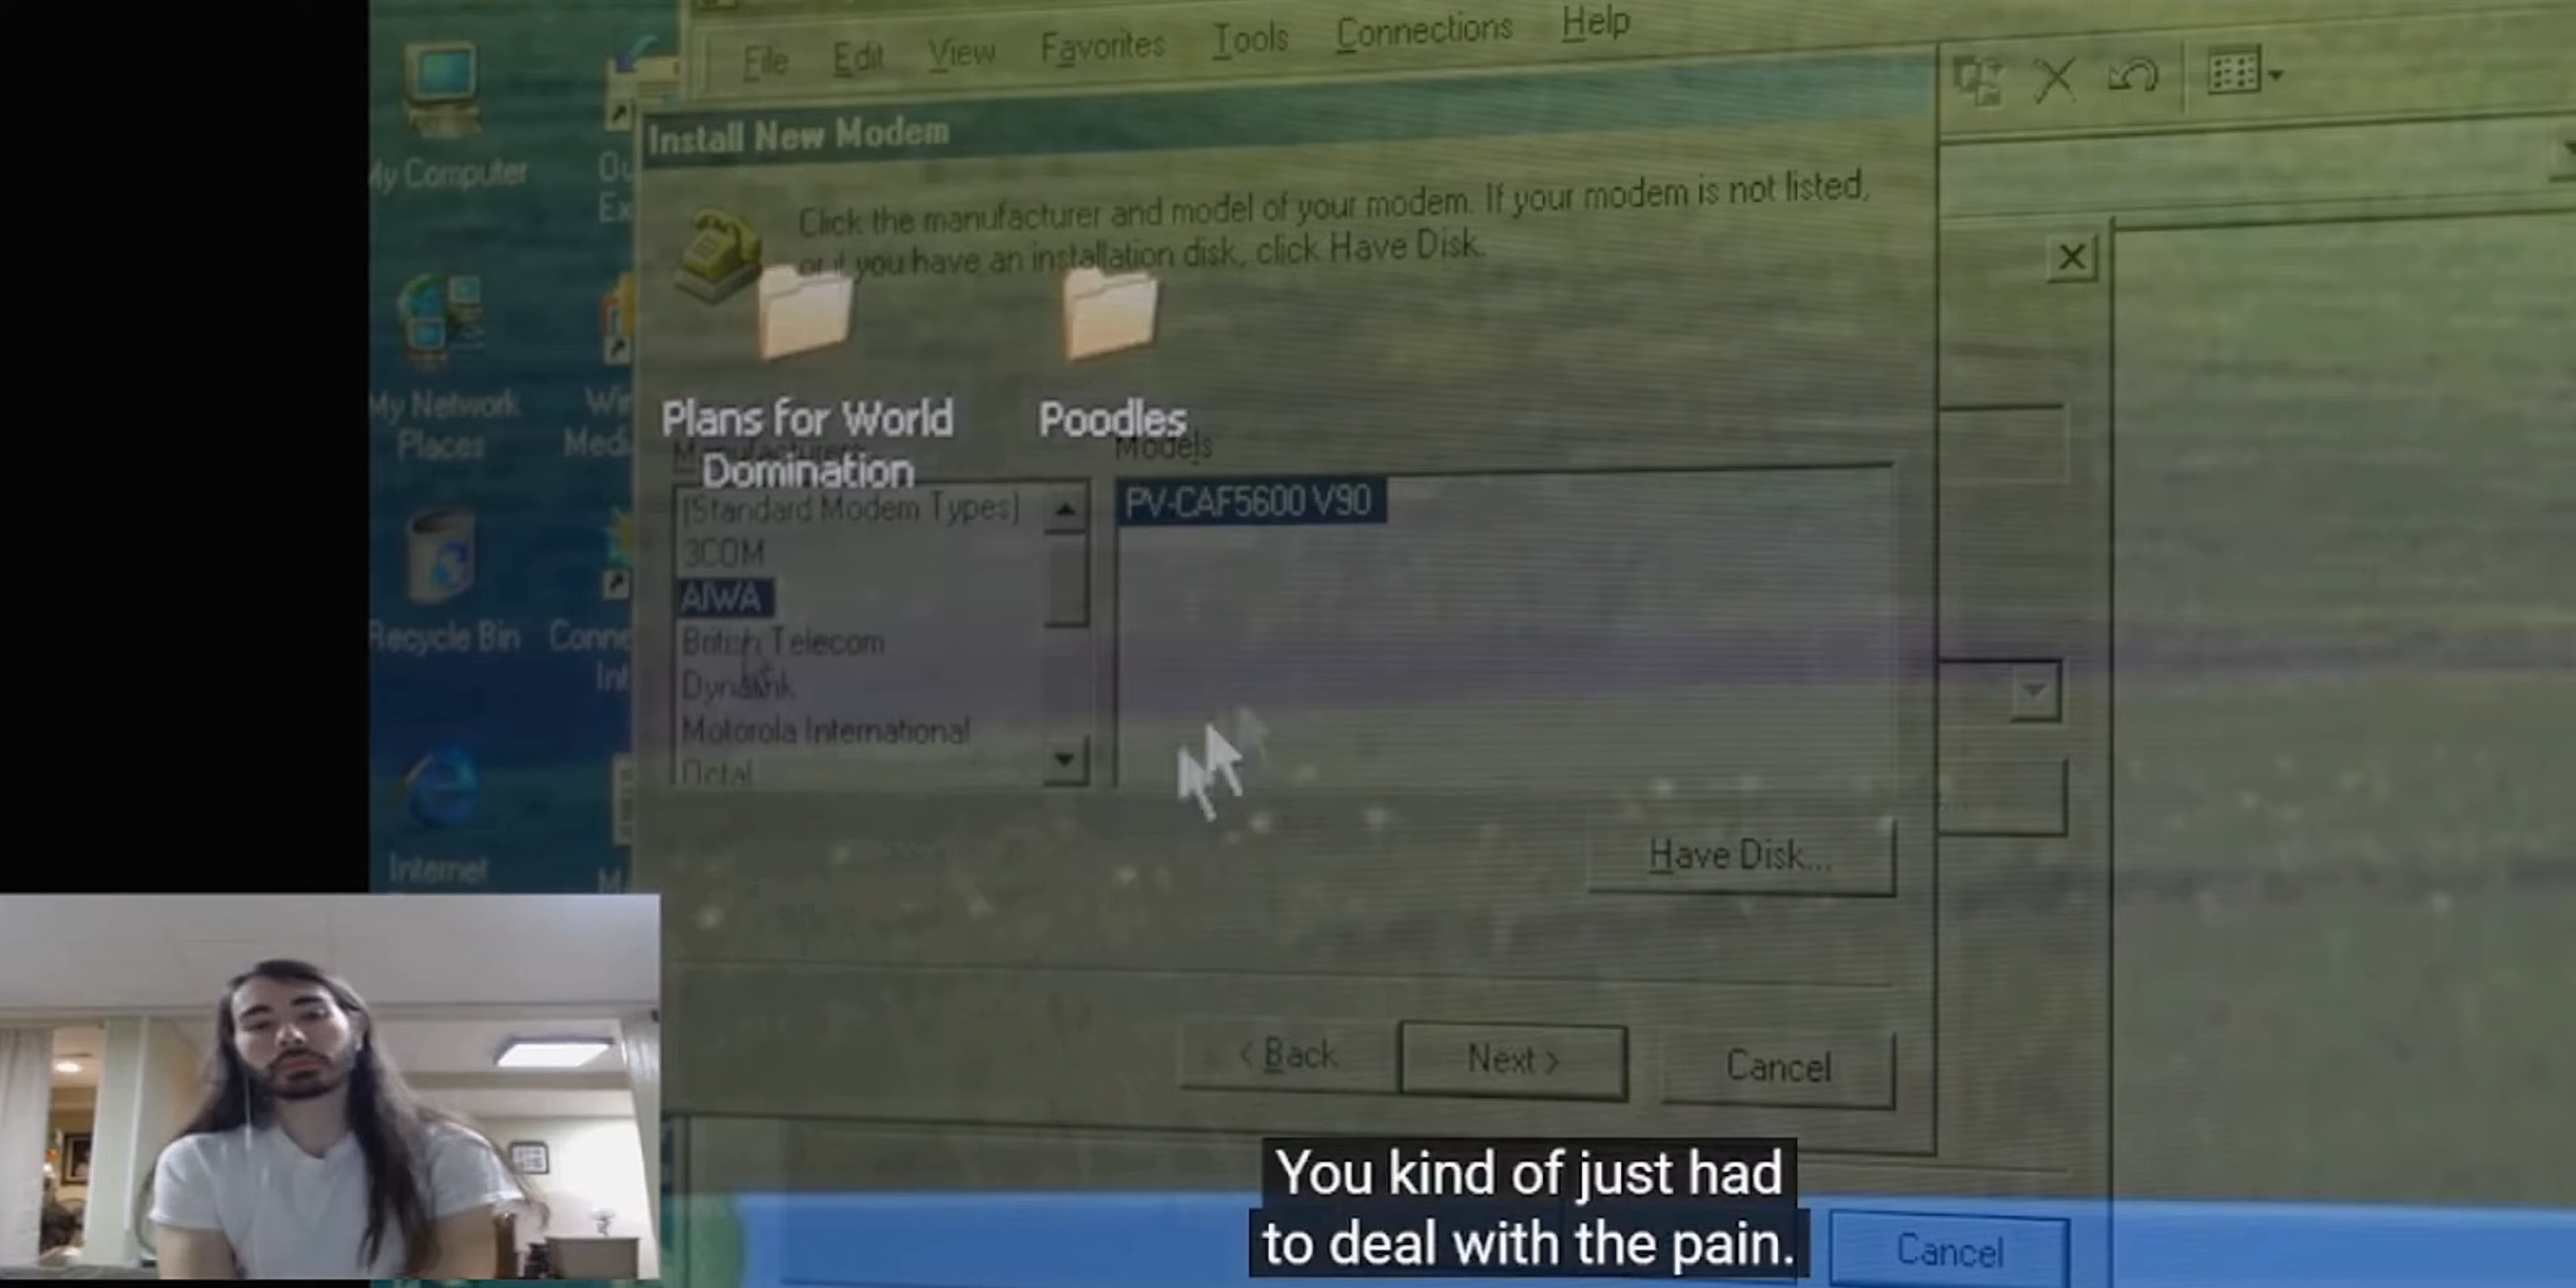 File Edit View Favorites Tools Connections Help
Install New Modem
Click the manufacturer and model of your modem. If your modem is not listed,
or if you have an installation disk, click Have Disk.
My Computer
My Network
Places
Recycle Bin
Internet
Plans for World
Domination
Poodles
Manufacturers
Models
(Standard Modem Types)
3COM
AIWA
British Telecom
Dynalink
Motorola International
Octal
PV-CAF5600 V90
Have Disk...
< Back
Next >
Cancel
You kind of just had
to deal with the pain.
Cancel